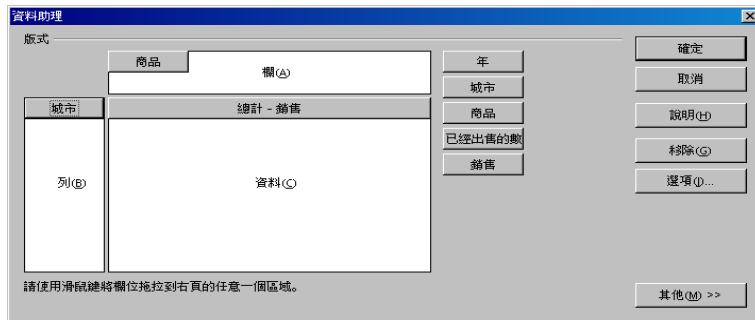 資料助理
版式
商品
欄(A)
城市
總計 - 銷售
列(B)
資料(C)
年
城市
商品
已經出售的數
銷售
確定
取消
說明(H)
移除(G)
選項(I)...
請使用滑鼠鍵將欄位拖拉到右頁的任意一個區域。
其他(M) >>